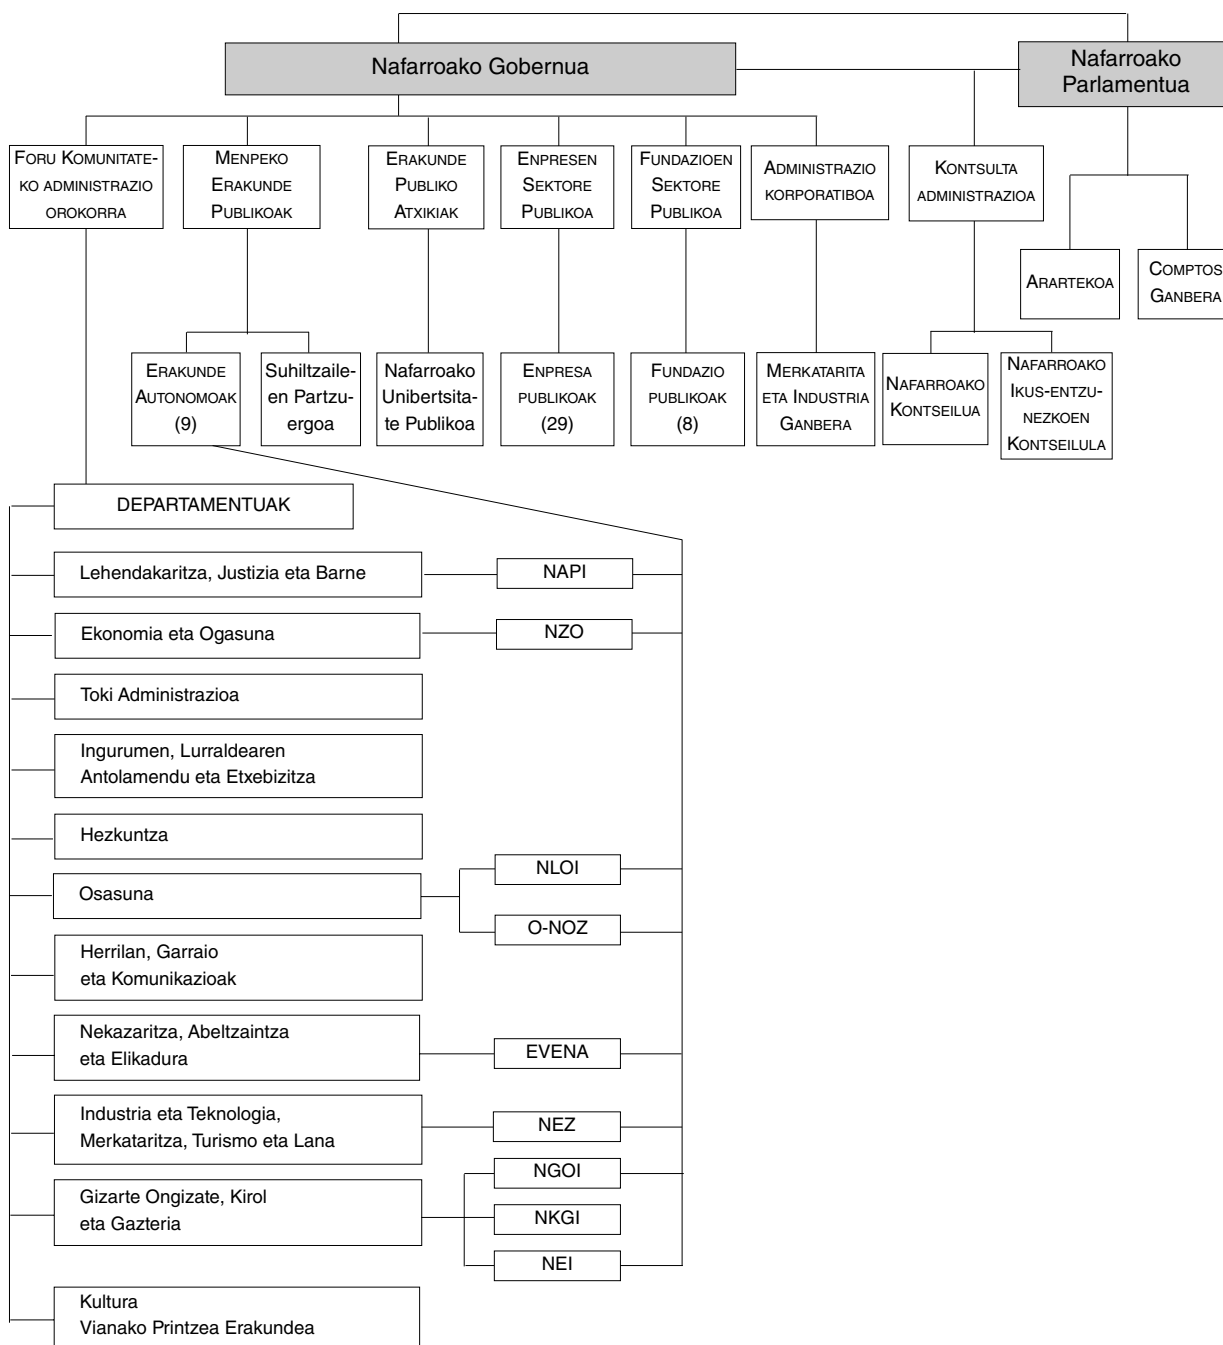 Nafarroako Gobernua
Nafarroako
Parlamentua
FORU KOMUNITATE-
KO ADMINISTRAZIO
OROKORRA
MENPEKO
ERAKUNDE
PUBLIKOAK
ERAKUNDE
PUBLIKO
ATXIKIAK
ENPRESEN
SEKTORE
PUBLIKOA
FUNDAZIOEN
SEKTORE
PUBLIKOA
ADMINISTRAZIO
KORPORATIBOA
KONTSULTA
ADMINISTRAZIOA
ARARTEKOA
COMPTOS
GANBERA
ERAKUNDE
AUTONOMOAK
(9)
Suhiltzaile-
en Partzu-
ergoa
Nafarroako
Unibertsita-
te Publikoa
ENPRESA
PUBLIKOAK
(29)
FUNDAZIO
PUBLIKOAK
(8)
MERKATARITA
ETA INDUSTRIA
GANBERA
NAFARROAKO
KONTSEILUA
NAFARROAKO
IKUS-ENTZU-
NEZKOEN
KONTSEILULA
DEPARTAMENTUAK
Lehendakaritza, Justizia eta Barne
NAPI
Ekonomia eta Ogasuna
NZO
Toki Administrazioa
Ingurumen, Lurraldearen
Antolamendu eta Etxebizitza
Hezkuntza
NLOI
Osasuna
O-NOZ
Herrilan, Garraio
eta Komunikazioak
Nekazaritza, Abeltzaintza
eta Elikadura
EVENA
Industria eta Teknologia,
Merkataritza, Turismo eta Lana
NEZ
NGOI
Gizarte Ongizate, Kirol
eta Gazteria
NKGI
NEI
Kultura
Vianako Printzea Erakundea